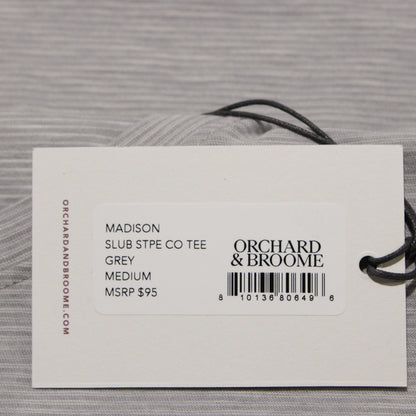 ORCHARDANDBROOME.COM
MADISON
SLUB STPE CO TEE
GREY
MEDIUM
MSRP $95
ORCHARD
& BROOME
8 10136 80649 6